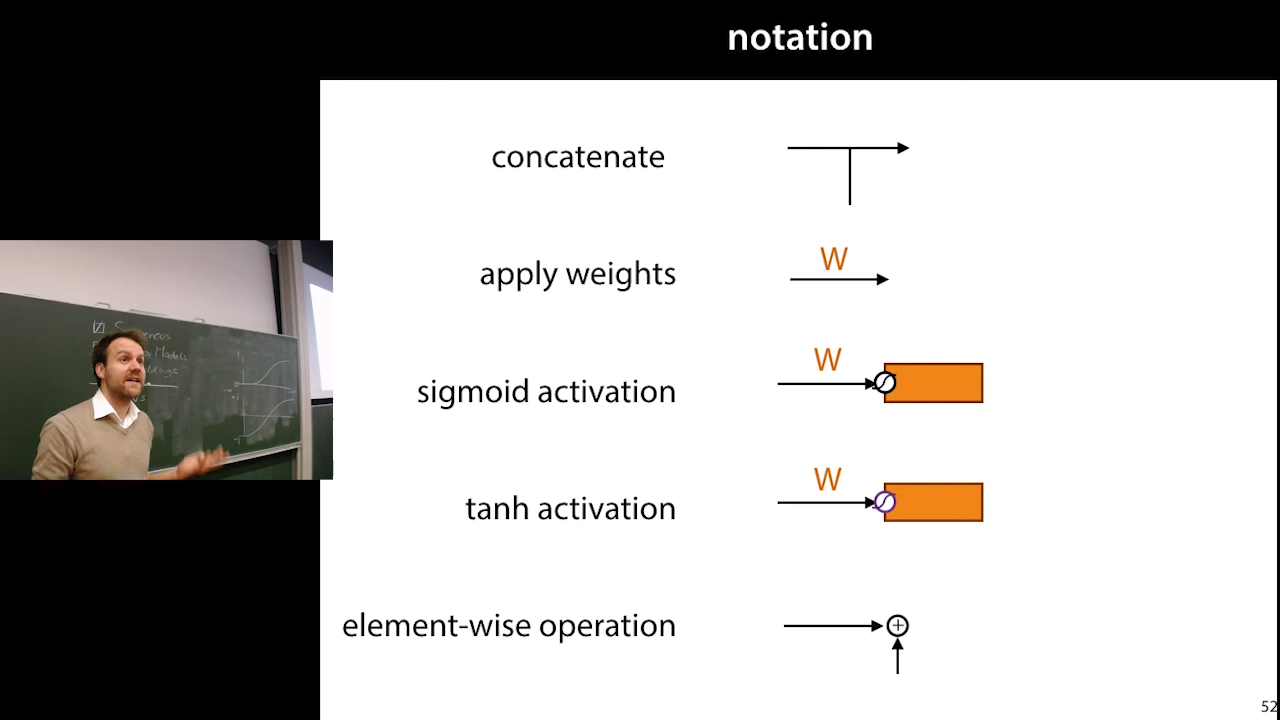 notation
concatenate
apply weights
W
sigmoid activation
W
tanh activation
W
element-wise operation
52